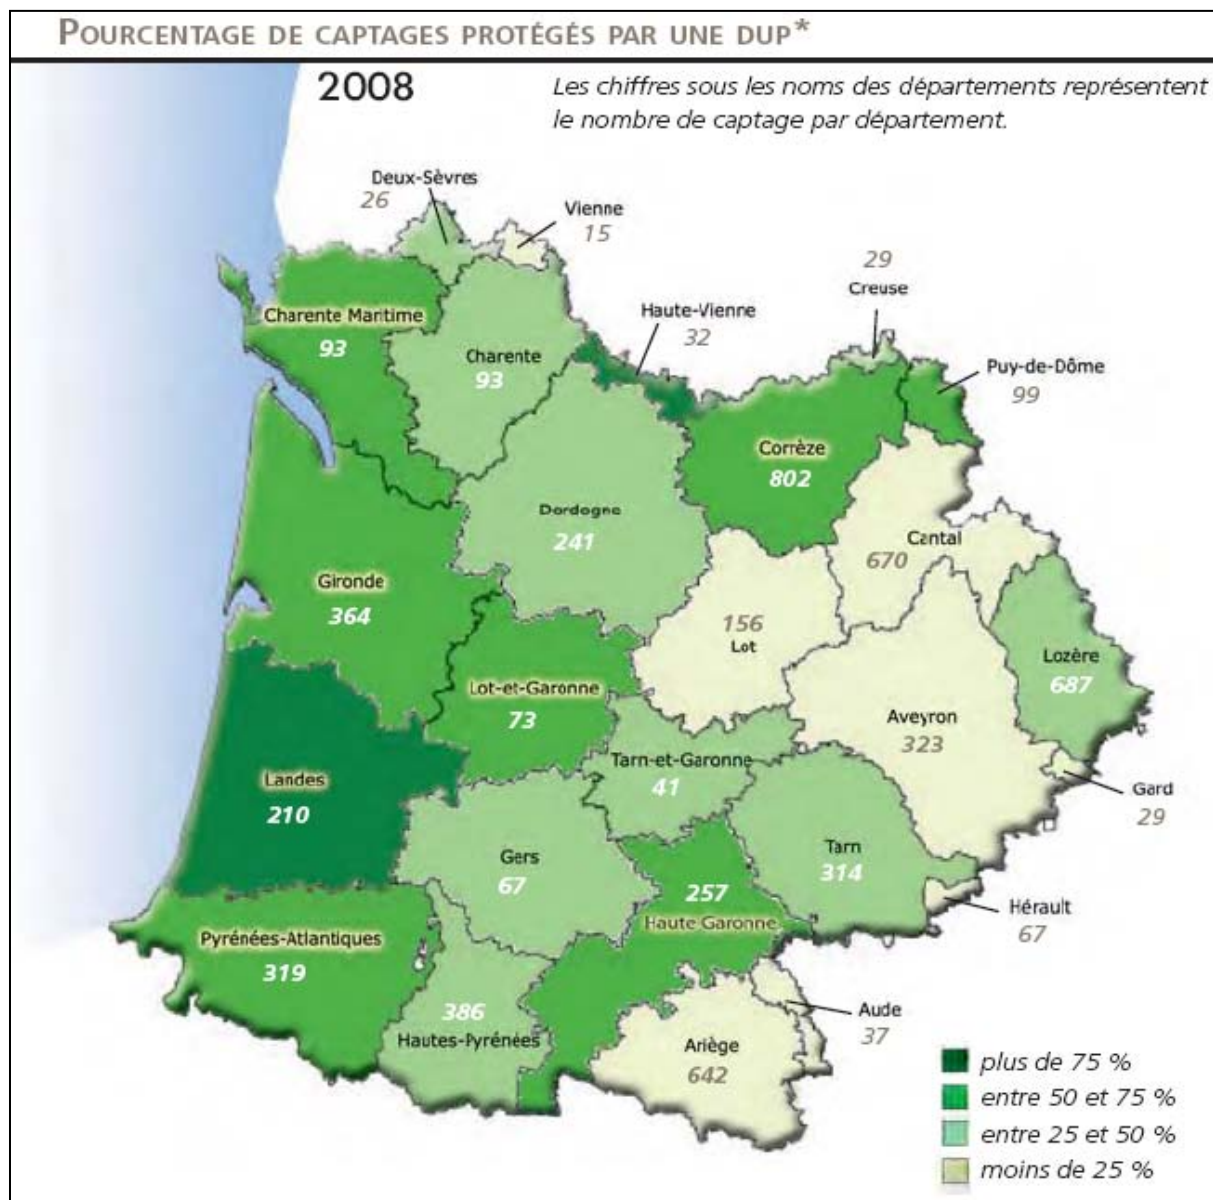 POURCENTAGE DE CAPTAGES PROTÉGÉS PAR UNE DUP*
2008
Les chiffres sous les noms des départements représentent
le nombre de captage par département.
Deux-Sèvres
26
Vienne
15
29
Creuse
Haute-Vienne
32
Charente Maritime
93
Charente
93
Puy-de-Dôme
99
Corrèze
802
Dordogne
241
Cantal
670
Gironde
364
156
Lot
Lozère
687
Lot-et-Garonne
73
Aveyron
323
Tarn-et-Garonne
41
Landes
210
Gard
29
Gers
67
Tarn
314
257
Haute Garonne
Hérault
67
Pyrénées-Atlantiques
319
386
Hautes-Pyrénées
Aude
37
Ariège
642
plus de 75 %
entre 50 et 75 %
entre 25 et 50 %
moins de 25 %